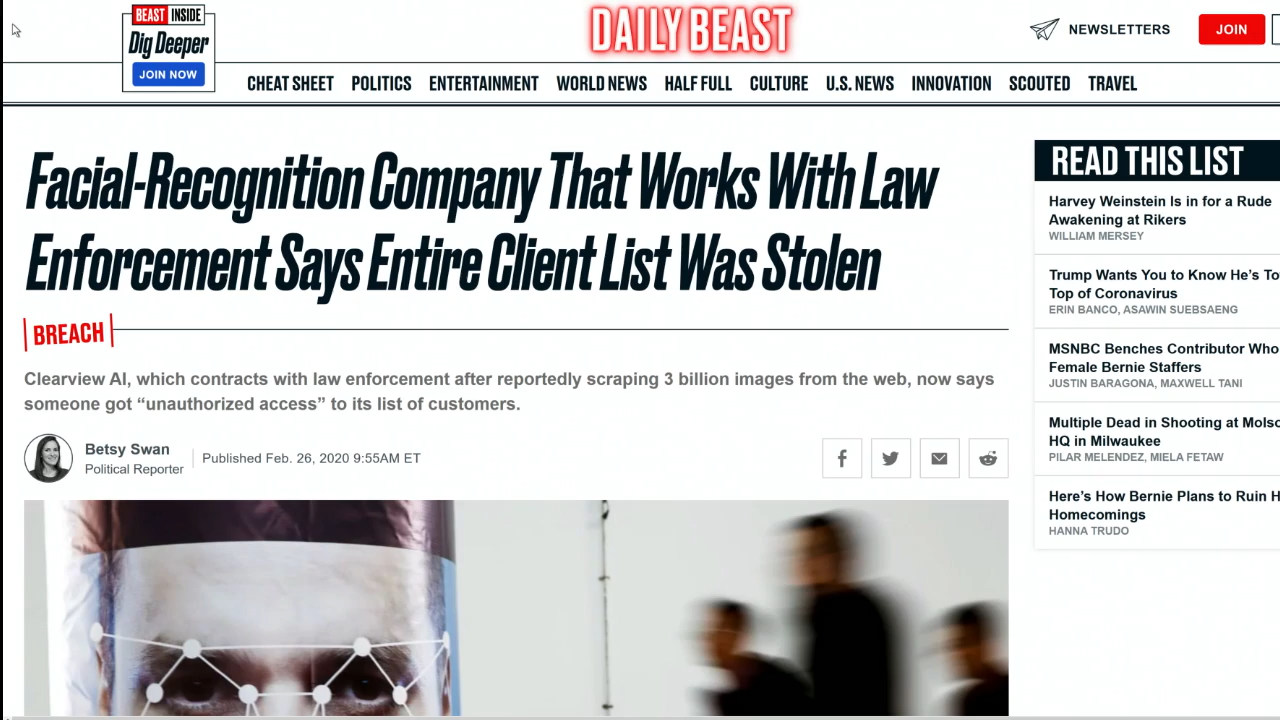 BEAST INSIDE
Dig Deeper
JOIN NOW
DAILY BEAST
NEWSLETTERS
JOIN
CHEAT SHEET POLITICS ENTERTAINMENT WORLD NEWS HALF FULL CULTURE U.S. NEWS INNOVATION SCOUTED TRAVEL
Facial-Recognition Company That Works With Law
Enforcement Says Entire Client List Was Stolen
BREACH
Clearview AI, which contracts with law enforcement after reportedly scraping 3 billion images from the web, now says
someone got “unauthorized access” to its list of customers.
Betsy Swan
Political Reporter
Published Feb. 26, 2020 9:55AM ET
READ THIS LIST
Harvey Weinstein Is in for a Rude
Awakening at Rikers
WILLIAM MERSEY
Trump Wants You to Know He’s
Top of Coronavirus
ERIN BANCO, ASAWIN SUEBSAENG
MSNBC Benches Contributor Who
Female Bernie Staffers
JUSTIN BARAGONA, MAXWELL TANI
Multiple Dead in Shooting at
HQ in Milwaukee
PILAR MELENDEZ, MIELA FETAW
Here’s How Bernie Plans to Ruin
Homecomings
HANNA TRUDO